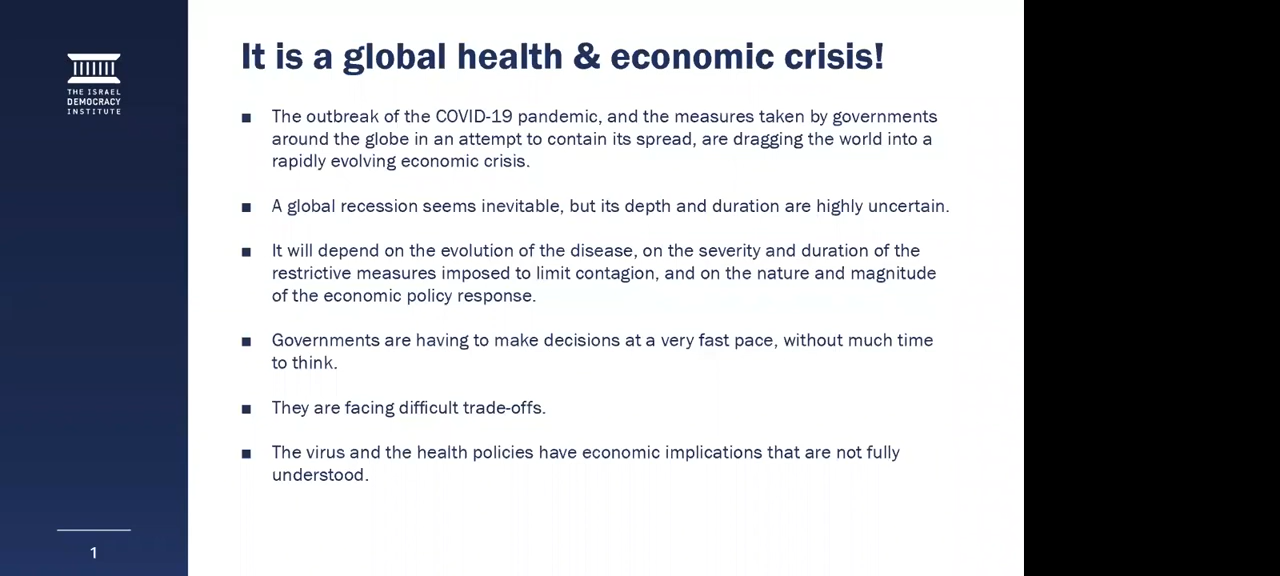 THE ISRAEL
DEMOCRACY
INSTITUTE
It is a global health & economic crisis!
■ The outbreak of the COVID-19 pandemic, and the measures taken by governments
around the globe in an attempt to contain its spread, are dragging the world into a
rapidly evolving economic crisis.
■ A global recession seems inevitable, but its depth and duration are highly uncertain.
■ It will depend on the evolution of the disease, on the severity and duration of the
restrictive measures imposed to limit contagion, and on the nature and magnitude
of the economic policy response.
■ Governments are having to make decisions at a very fast pace, without much time
to think.
■ They are facing difficult trade-offs.
■ The virus and the health policies have economic implications that are not fully
understood.
1